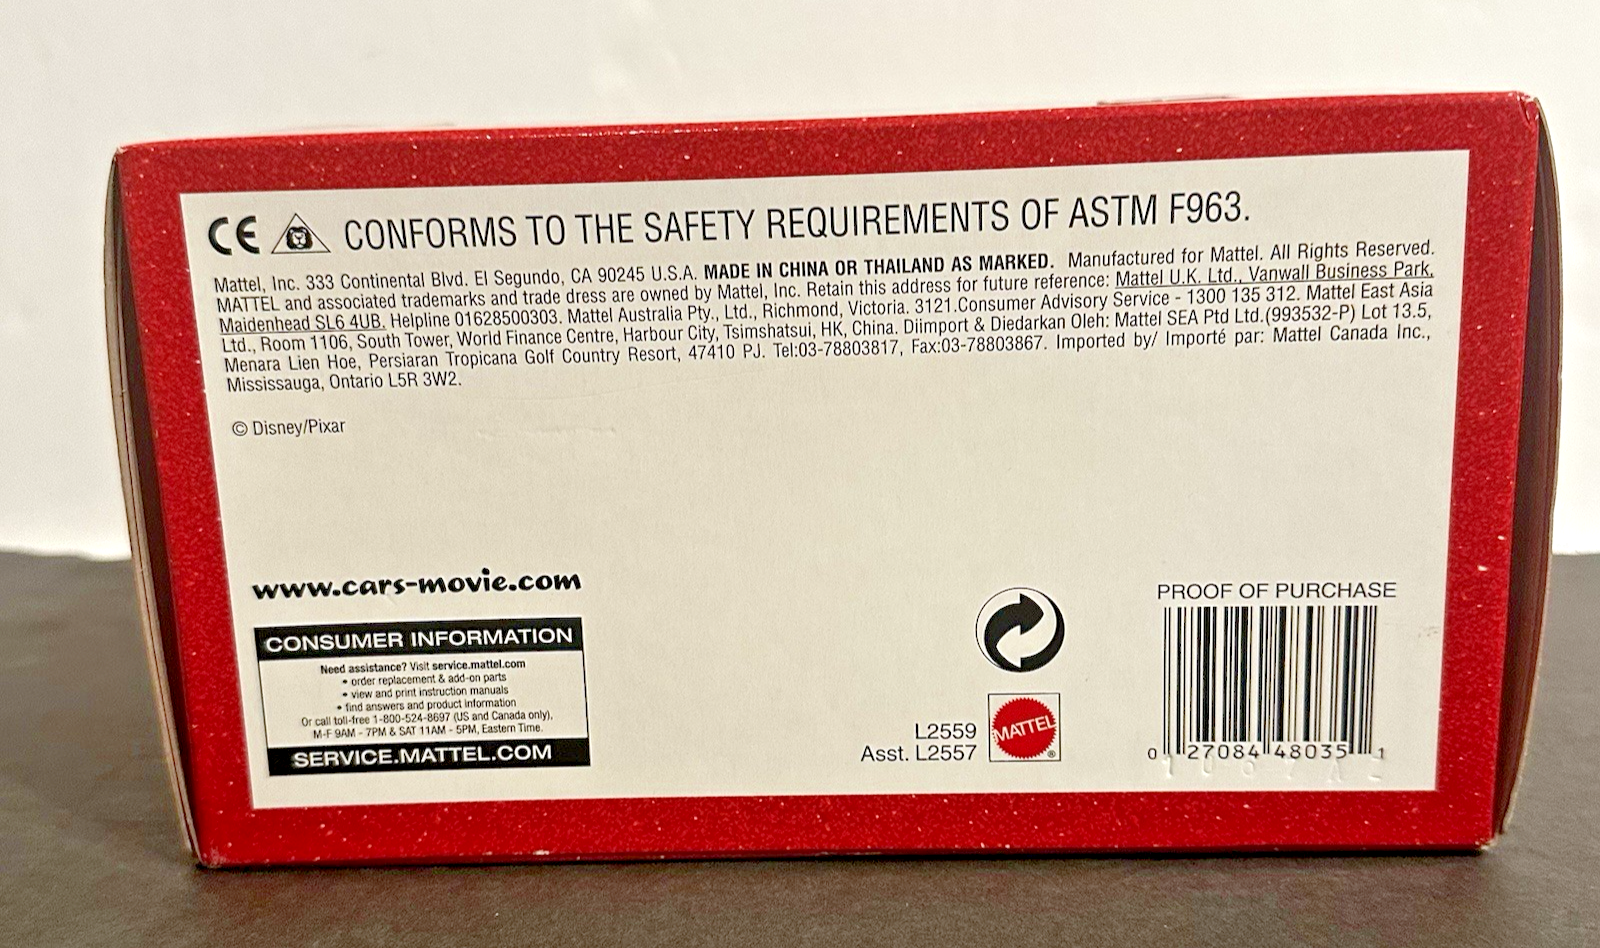 CE CONFORMS TO THE SAFETY REQUIREMENTS OF ASTM F963.
Mattel, Inc. 333 Continental Blvd. El Segundo, CA 90245 U.S.A. MADE IN CHINA OR THAILAND AS MARKED. Manufactured for Mattel. All Rights Reserved.
MATTEL and associated trademarks and trade dress are owned by Mattel, Inc. Retain this address for future reference: Mattel U.K. Ltd., Vanwall Business Park,
Maidenhead SL6 4UB. Helpline 01628500303. Mattel Australia Pty., Ltd., Richmond, Victoria. 3121.Consumer Advisory Service - 1300 135 312. Mattel East Asia
Ltd., Room 1106, South Tower, World Finance Centre, Harbour City, Tsimshatsui, HK, China. Diimport & Diedarkan Oleh: Mattel SEA Ptd Ltd.(993532-P) Lot 13.5,
Menara Lien Hoe, Persiaran Tropicana Golf Country Resort, 47410 PJ. Tel:03-78803817, Fax:03-78803867. Imported by/ Importé par: Mattel Canada Inc.,
Mississauga, Ontario L5R 3W2.
© Disney/Pixar
www.cars-movie.com
CONSUMER INFORMATION
Need assistance? Visit service.mattel.com
• order replacement & add-on parts
• view and print instruction manuals
• find answers and product information
Or call toll-free 1-800-524-8697 (US and Canada only),
M-F 9AM - 7PM & SAT 11AM - 5PM, Eastern Time.
SERVICE.MATTEL.COM
L2559
Asst. L2557
MATTEL
®
PROOF OF PURCHASE
0 27084 48035 1